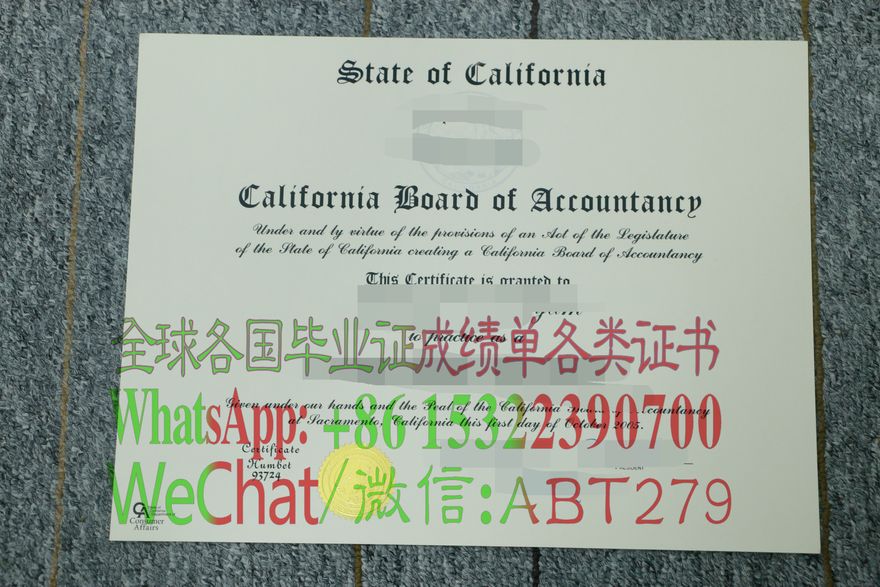 State of California
California Board of Accountancy
Under and by virtue of the provisions of an Act of the Legislature
of the State of California creating a California Board of Accountancy
This Certificate is granted to
to practice as a
全球各国毕业证成绩单各类证书
Given under our hands and the Seal of the California Accountancy
WhatsApp: +86 15322390700
at Sacramento, California this first day of October 2005.
Certificate
Number
93724
PRESIDENT
WeChat/微信:ABT279
CA
Consumer
Affairs